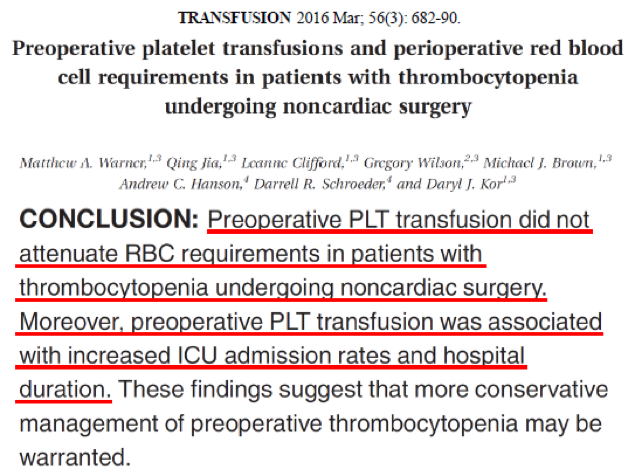 TRANSFUSION 2016 Mar; 56(3): 682-90.
Preoperative platelet transfusions and perioperative red blood
cell requirements in patients with thrombocytopenia
undergoing noncardiac surgery
Matthew A. Warner,1,3 Qing Jia,1,3 Leanne Clifford,1,3 Gregory Wilson,2,3 Michael J. Brown,1,3
Andrew C. Hanson,4 Darrell R. Schroeder,4 and Daryl J. Kor1,3
CONCLUSION: Preoperative PLT transfusion did not
attenuate RBC requirements in patients with
thrombocytopenia undergoing noncardiac surgery.
Moreover, preoperative PLT transfusion was associated
with increased ICU admission rates and hospital
duration. These findings suggest that more conservative
management of preoperative thrombocytopenia may be
warranted.